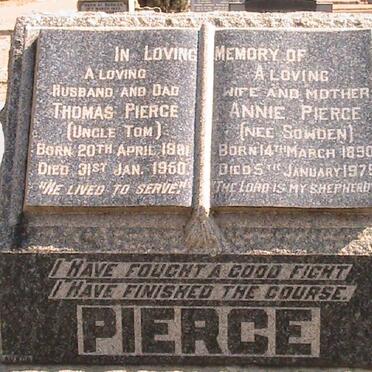 In Loving Memory of
A Loving
Husband and Dad
Thomas Pierce
(Uncle Tom)
Born 20th April 1881
Died 31st Jan. 1960.
"He lived to serve."
A Loving
wife and mother
Annie Pierce
(nee Sowden)
Born 14th March 1890
Died 5th January 1975
"The Lord is my shepherd"
I Have fought a good fight
I Have finished the course.
PIERCE